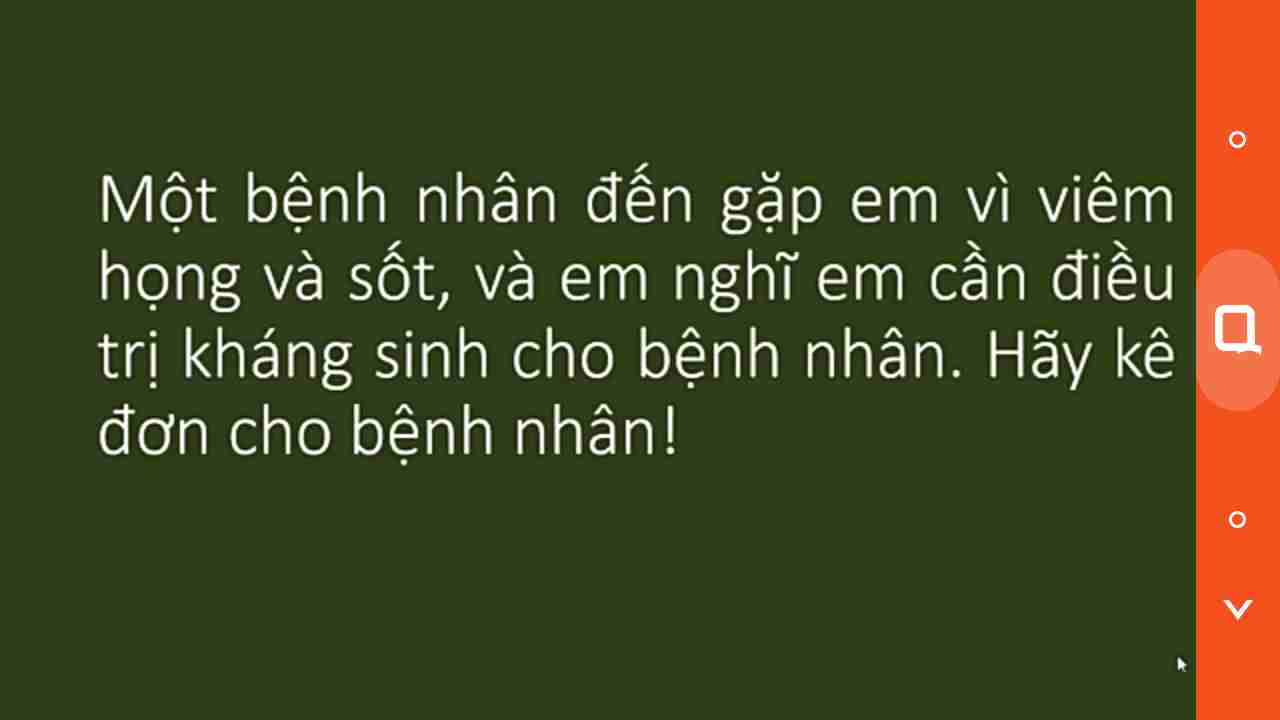 Một bệnh nhân đến gặp em vì viêm
họng và sốt, và em nghĩ em cần điều
trị kháng sinh cho bệnh nhân. Hãy kê
đơn cho bệnh nhân!